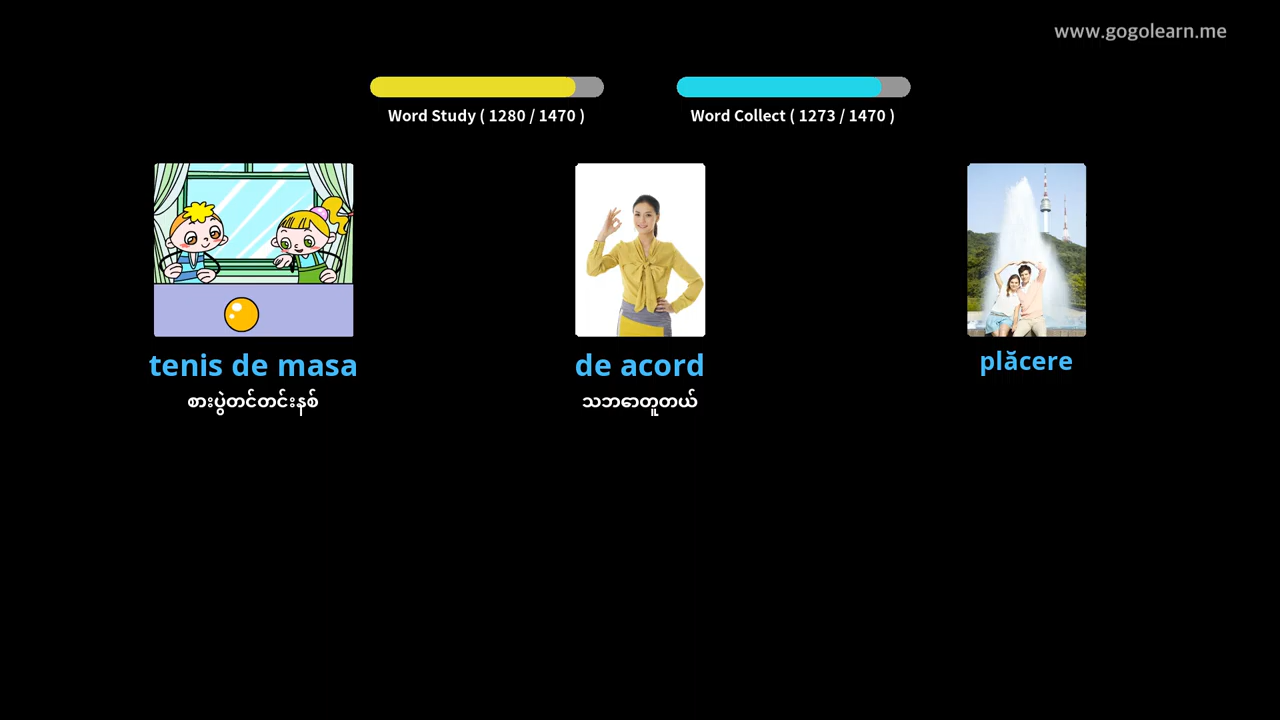 www.gogolearn.me
Word Study ( 1280 / 1470 )
Word Collect ( 1273 / 1470 )
tenis de masa
de acord
plăcere
စားပွဲတင်တင်းနစ်
သဘောတူတယ်